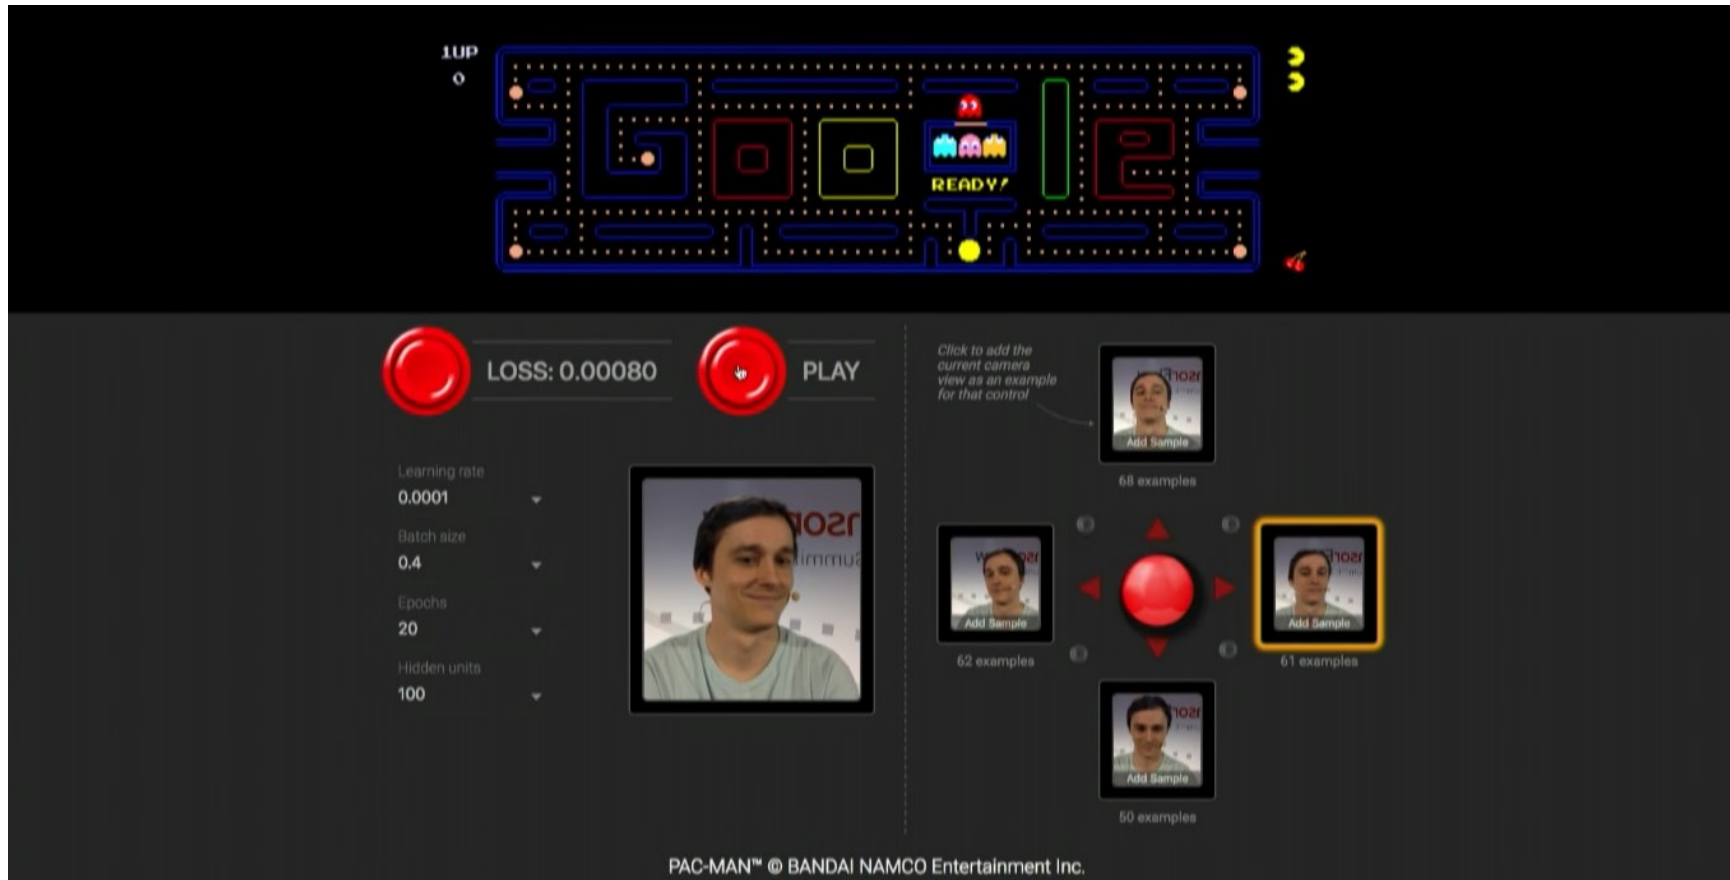 1UP
0
READY!
LOSS: 0.00080
PLAY
Click to add the
current camera
view as an example
for that control
Add Sample
68 examples
Learning rate
0.0001
Batch size
0.4
Epochs
20
Hidden units
100
Add Sample
62 examples
Add Sample
61 examples
Add Sample
50 examples
PAC-MAN™ © BANDAI NAMCO Entertainment Inc.